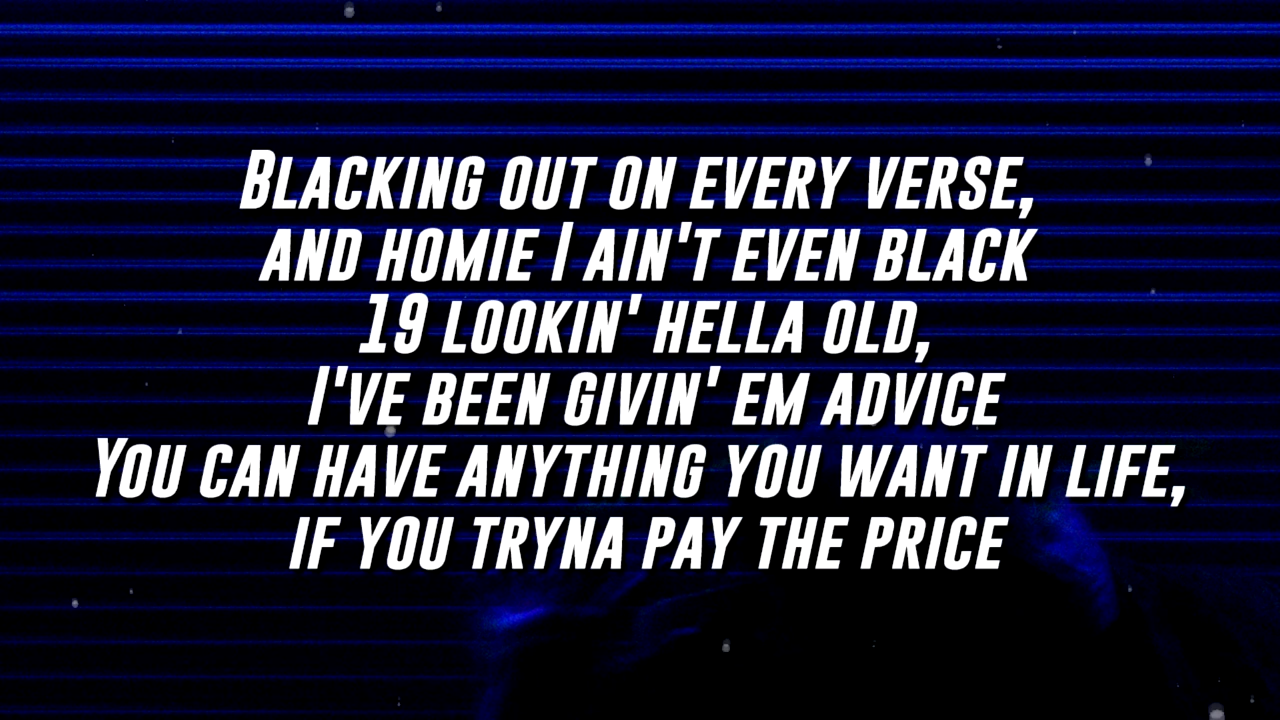 Blacking out on every verse,
and homie I ain't even black
19 lookin' hella old,
I've been givin' em advice
You can have anything you want in life,
if you tryna pay the price